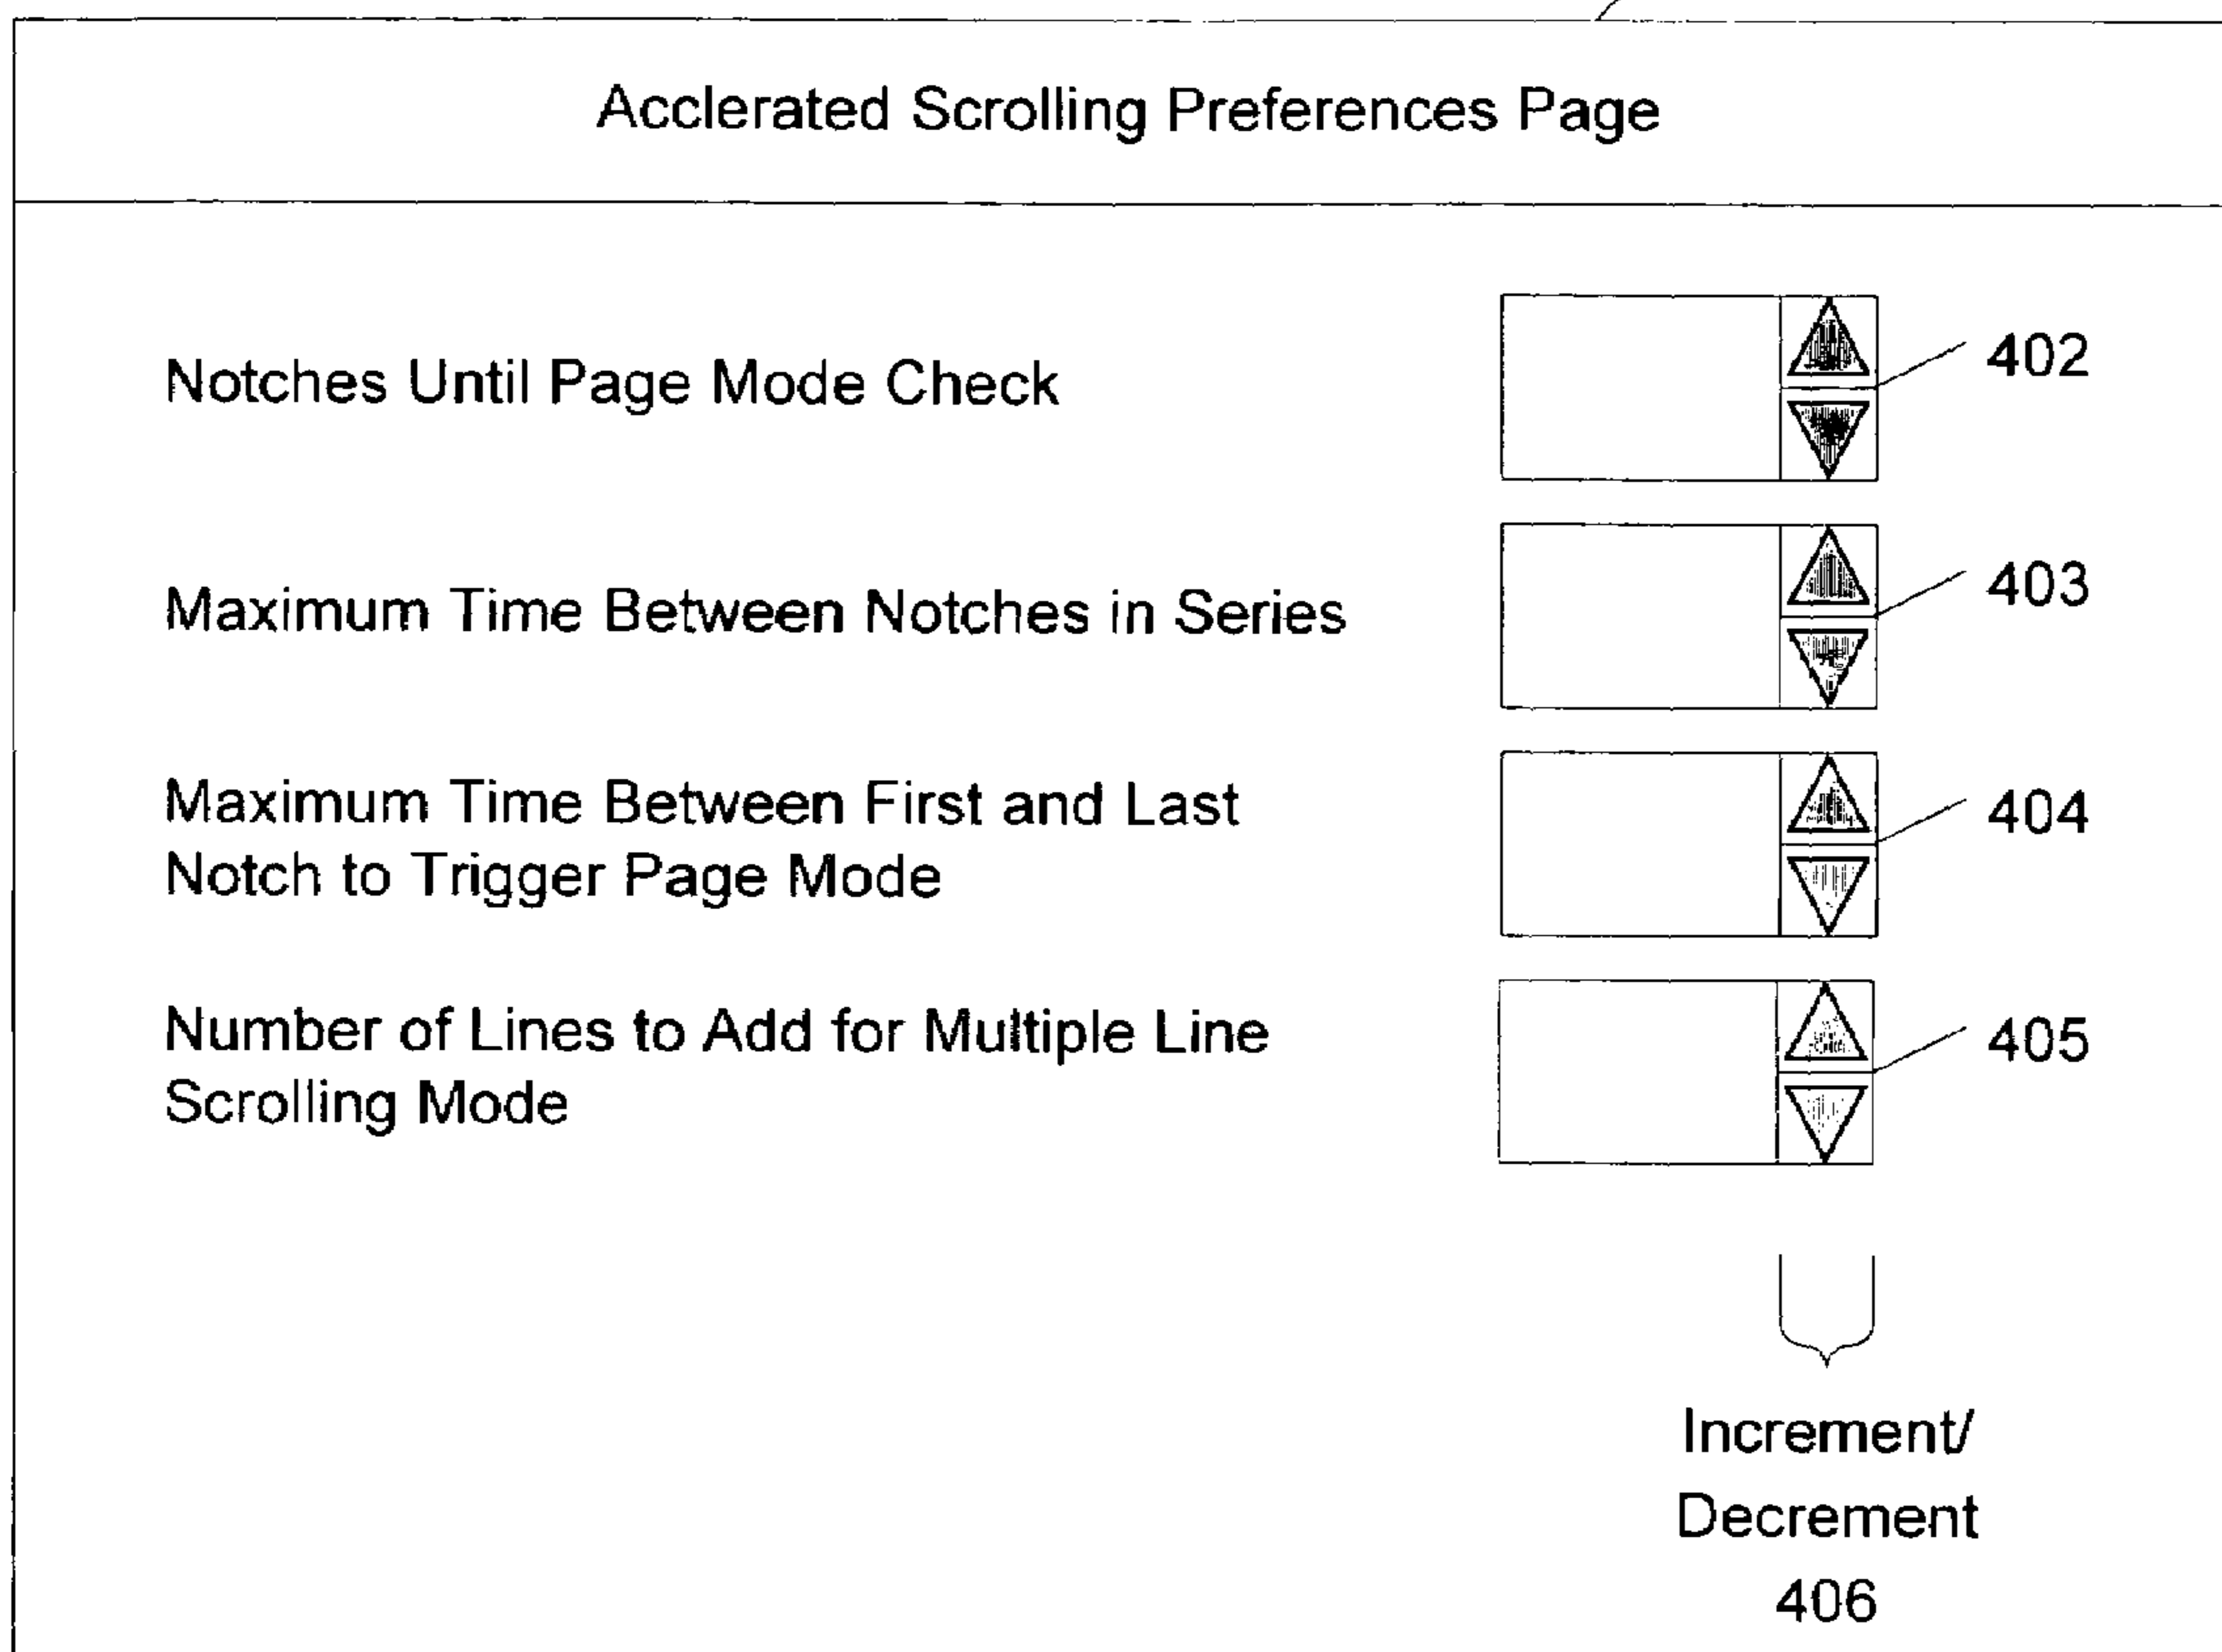 Acclerated Scrolling Preferences Page
Notches Until Page Mode Check
402
Maximum Time Between Notches in Series
403
Maximum Time Between First and Last
Notch to Trigger Page Mode
404
Number of Lines to Add for Multiple Line
Scrolling Mode
405
Increment/
Decrement
406